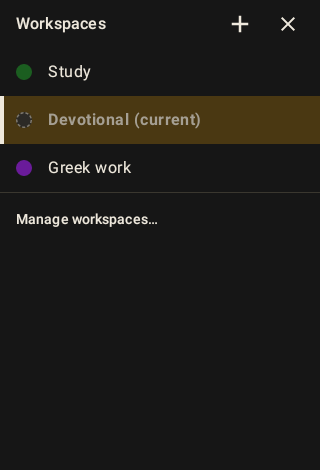 Workspaces
Study
Devotional (current)
Greek work
Manage workspaces…